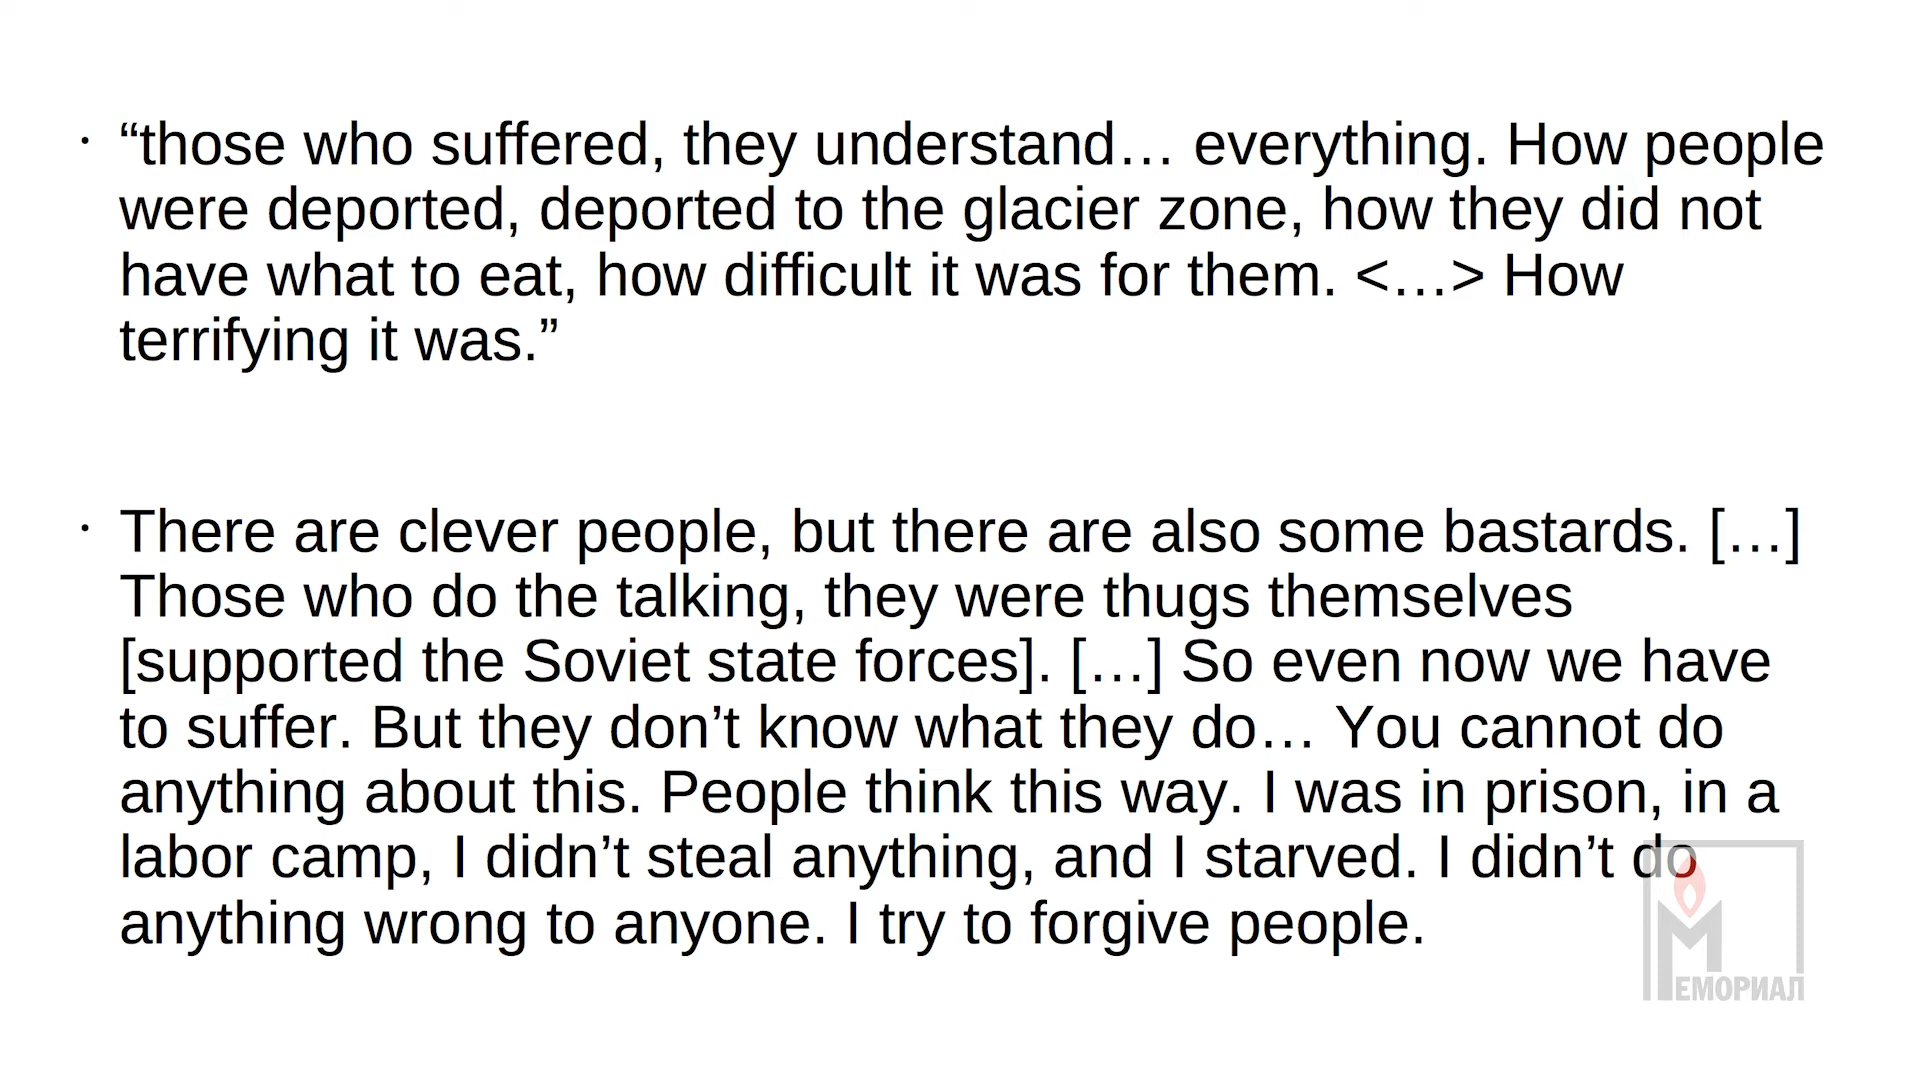 • “those who suffered, they understand… everything. How people
were deported, deported to the glacier zone, how they did not
have what to eat, how difficult it was for them. <…> How
terrifying it was.”
• There are clever people, but there are also some bastards. […]
Those who do the talking, they were thugs themselves
[supported the Soviet state forces]. […] So even now we have
to suffer. But they don’t know what they do… You cannot do
anything about this. People think this way. I was in prison, in a
labor camp, I didn’t steal anything, and I starved. I didn’t do
anything wrong to anyone. I try to forgive people.
МЕМОРИАЛ